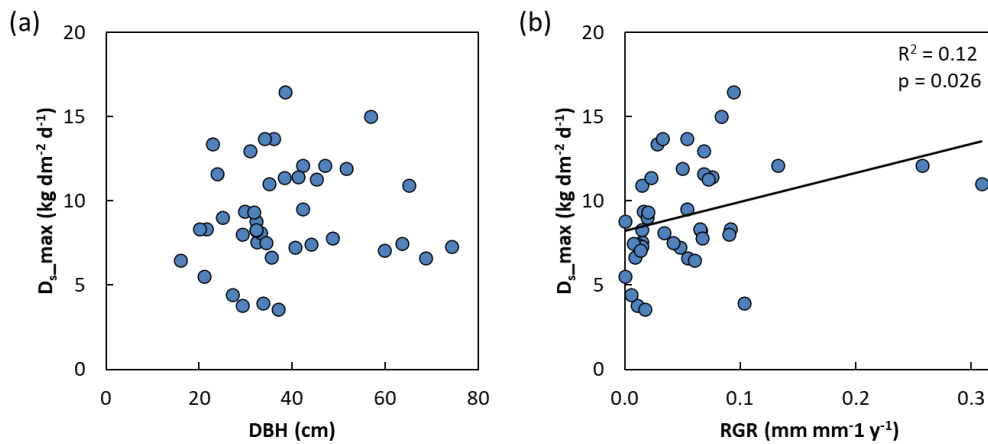 (a)
20
15
10
5
0
D_s_max (kg dm⁻² d⁻¹)
0 20 40 60 80
DBH (cm)
(b)
20
15
10
5
0
D_s_max (kg dm⁻² d⁻¹)
R² = 0.12
p = 0.026
0.0 0.1 0.2 0.3
RGR (mm mm-1 y⁻¹)